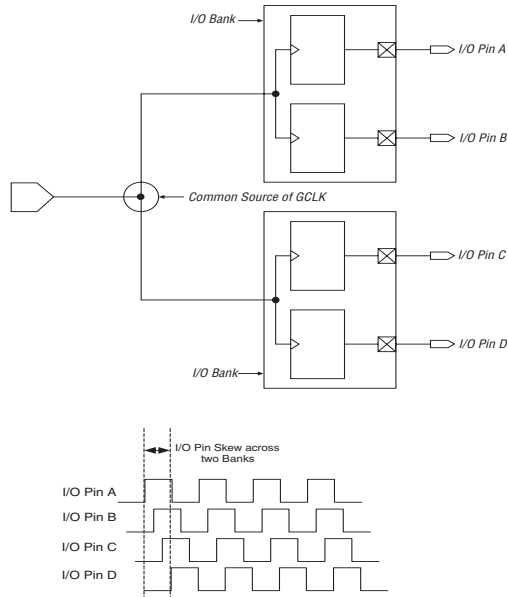 I/O Bank
I/O Pin A
I/O Pin B
Common Source of GCLK
I/O Pin C
I/O Pin D
I/O Bank
I/O Pin Skew across
two Banks
I/O Pin A
I/O Pin B
I/O Pin C
I/O Pin D